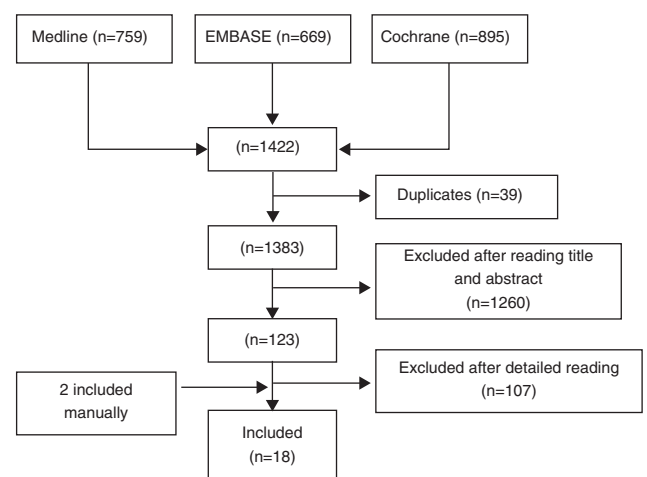 Medline (n=759)
EMBASE (n=669)
Cochrane (n=895)
(n=1422)
Duplicates (n=39)
(n=1383)
Excluded after reading title
and abstract
(n=1260)
(n=123)
2 included
manually
Excluded after detailed reading
(n=107)
Included
(n=18)